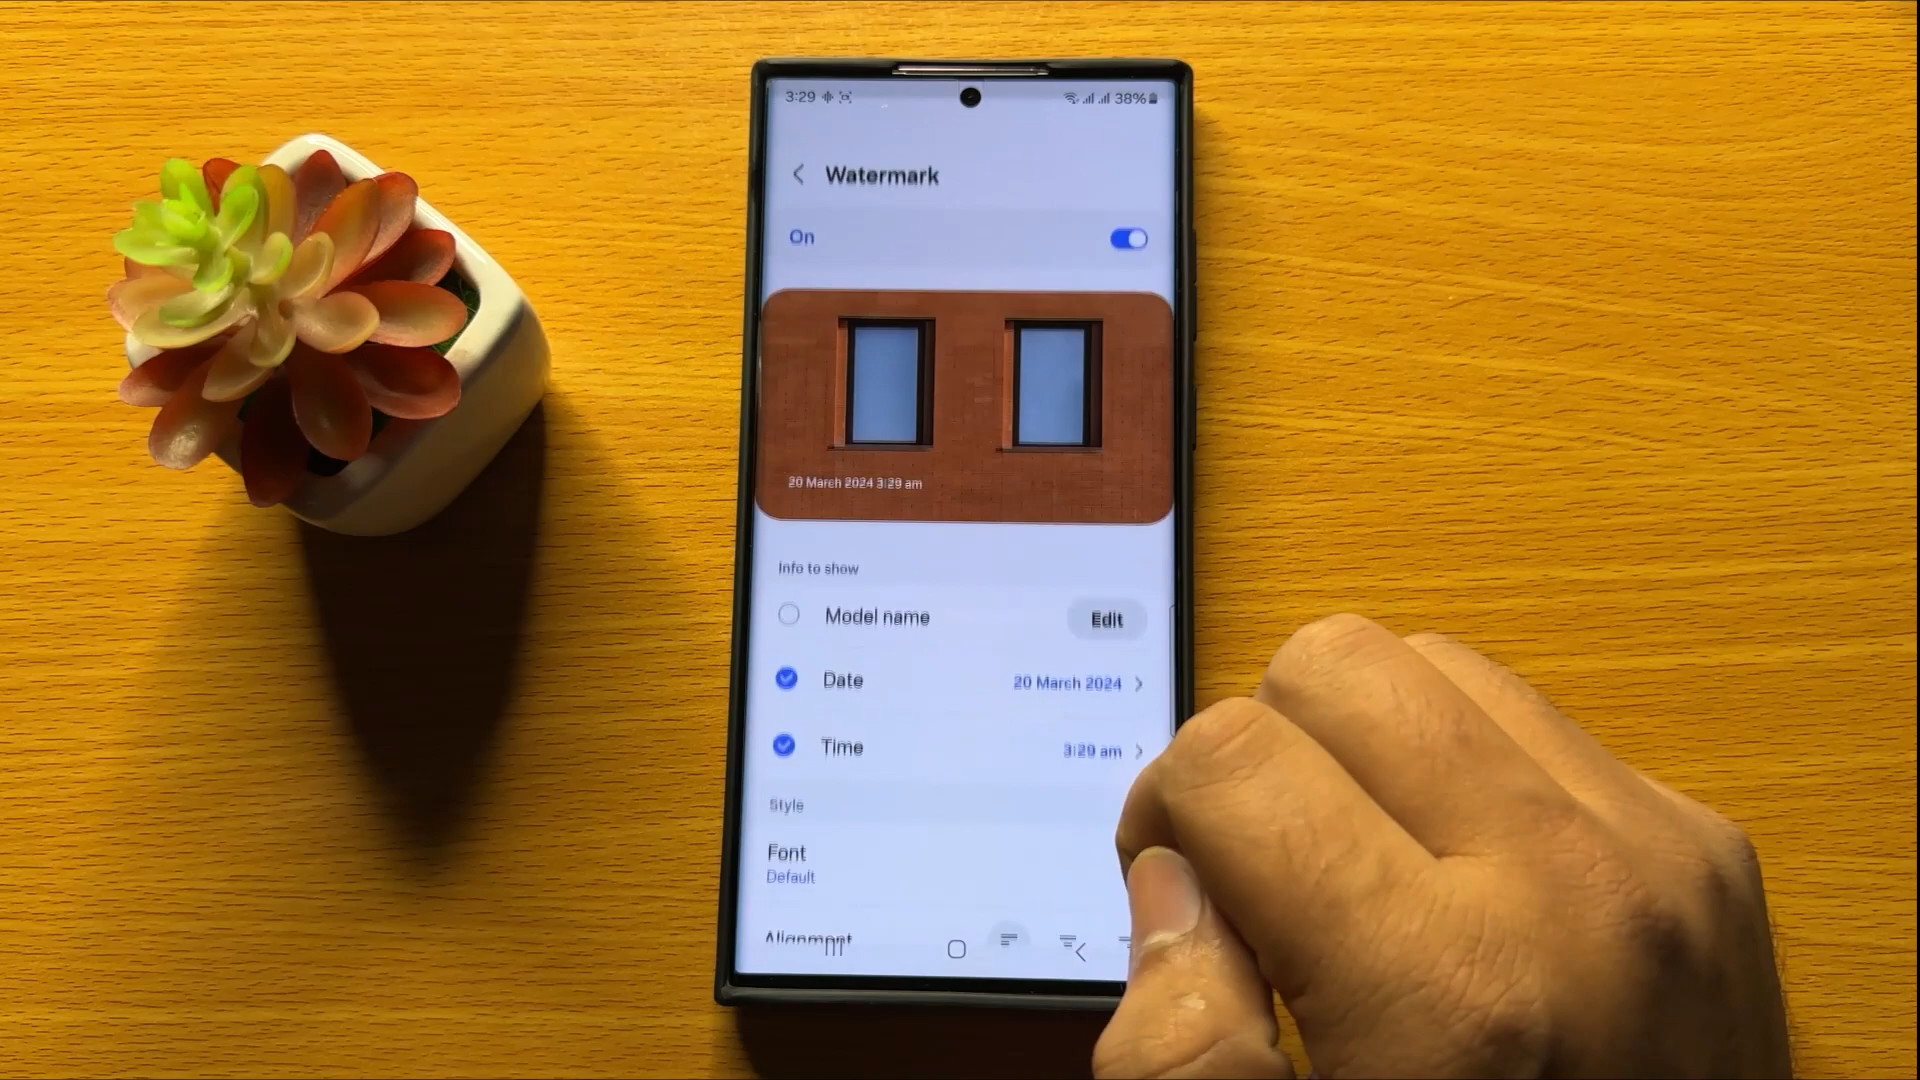 3:29 38%
Watermark
On
20 March 2024 3:29 am
Info to show
Model name Edit
Date 20 March 2024
Time 3:29 am
Style
Font
Default
Alignment